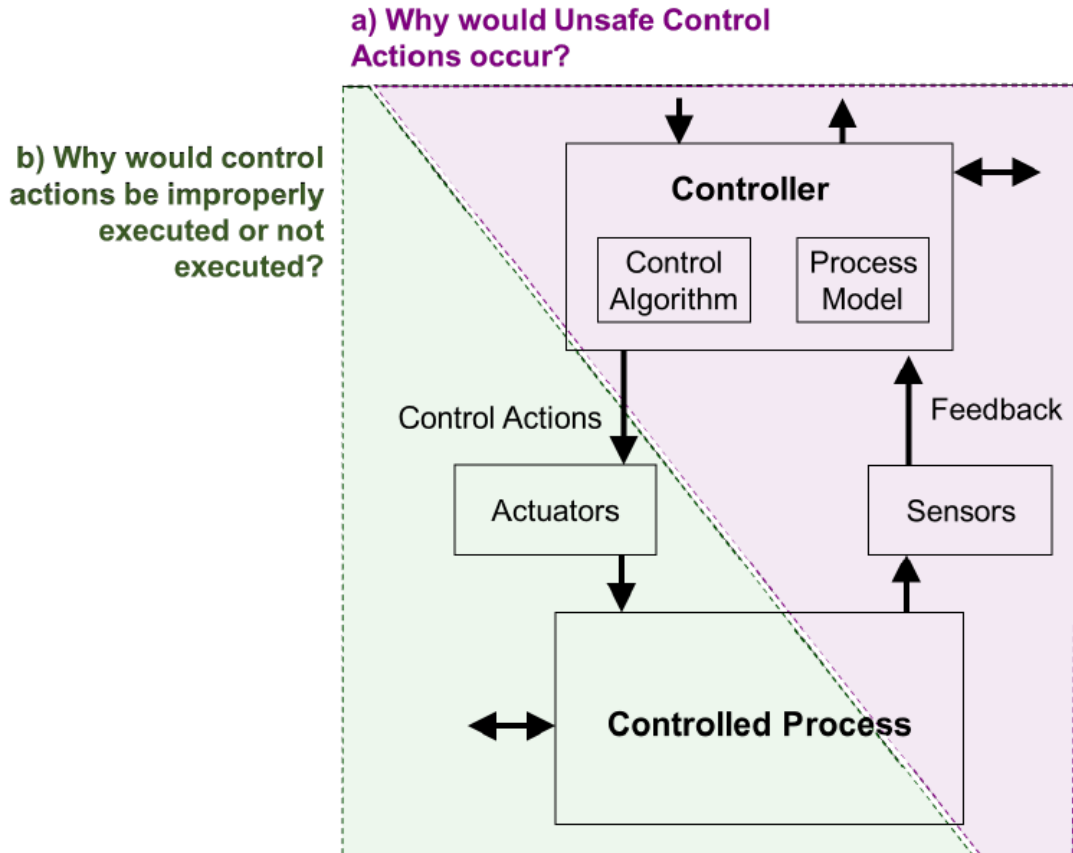 a) Why would Unsafe Control
Actions occur?
b) Why would control
actions be improperly
executed or not
executed?
Controller
Control
Algorithm
Process
Model
Control Actions
Feedback
Actuators
Sensors
Controlled Process